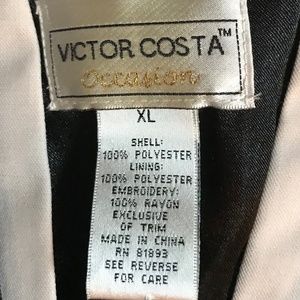 VICTOR COSTA™
Occasion
XL
SHELL:
100% POLYESTER
LINING:
100% POLYESTER
EMBROIDERY:
100% RAYON
EXCLUSIVE
OF TRIM
MADE IN CHINA
RN 81893
SEE REVERSE
FOR CARE